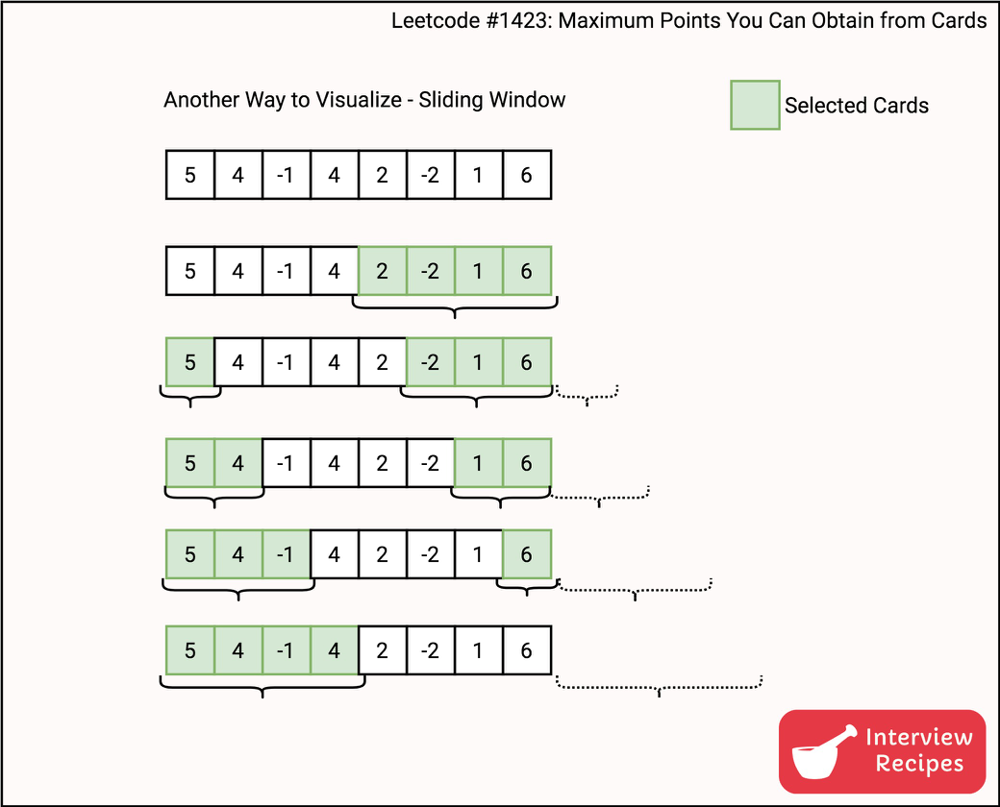 Leetcode #1423: Maximum Points You Can Obtain from Cards
Another Way to Visualize - Sliding Window
Selected Cards
5 4 -1 4 2 -2 1 6
5 4 -1 4 2 -2 1 6
5 4 -1 4 2 -2 1 6
5 4 -1 4 2 -2 1 6
5 4 -1 4 2 -2 1 6
5 4 -1 4 2 -2 1 6
Interview
Recipes